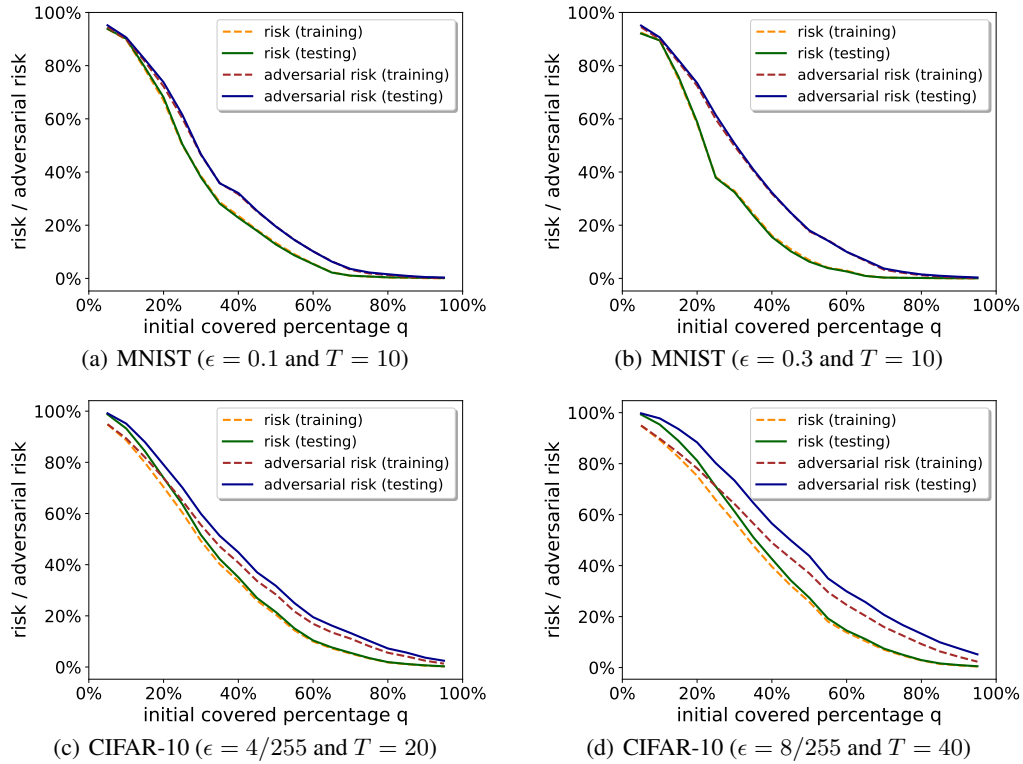 100%
80%
60%
40%
20%
0%
risk / adversarial risk
risk (training)
risk (testing)
adversarial risk (training)
adversarial risk (testing)
0% 20% 40% 60% 80% 100%
initial covered percentage q
(a) MNIST (ϵ = 0.1 and T = 10)
100%
80%
60%
40%
20%
0%
risk / adversarial risk
risk (training)
risk (testing)
adversarial risk (training)
adversarial risk (testing)
0% 20% 40% 60% 80% 100%
initial covered percentage q
(b) MNIST (ϵ = 0.3 and T = 10)
100%
80%
60%
40%
20%
0%
risk / adversarial risk
risk (training)
risk (testing)
adversarial risk (training)
adversarial risk (testing)
0% 20% 40% 60% 80% 100%
initial covered percentage q
(c) CIFAR-10 (ϵ = 4/255 and T = 20)
100%
80%
60%
40%
20%
0%
risk / adversarial risk
risk (training)
risk (testing)
adversarial risk (training)
adversarial risk (testing)
0% 20% 40% 60% 80% 100%
initial covered percentage q
(d) CIFAR-10 (ϵ = 8/255 and T = 40)